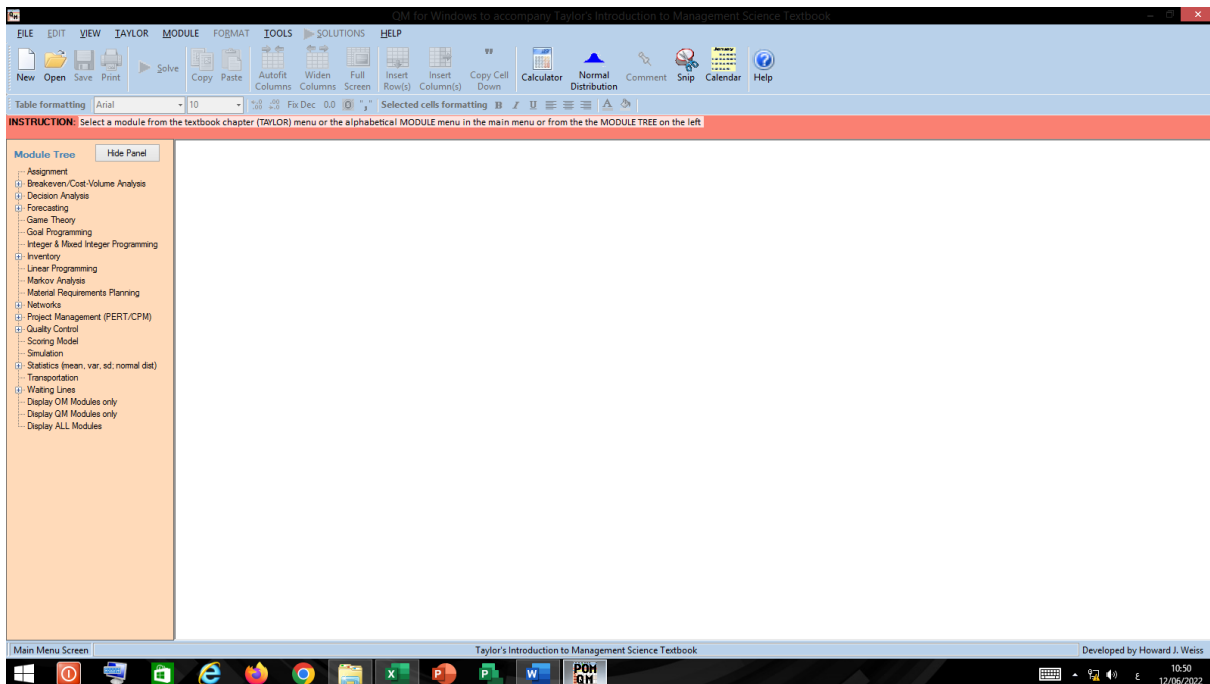 QM for Windows to accompany Taylor's Introduction to Management Science Textbook
FILE EDIT VIEW TAYLOR MODULE FORMAT TOOLS SOLUTIONS HELP
New Open Save Print Solve Copy Paste Autofit Columns Widen Columns Full Screen Insert Row(s) Insert Column(s) Copy Cell Down Calculator Normal Distribution Comment Snip Calendar Help
Table formatting Arial 10 Fix Dec 0.0 0 "," Selected cells formatting B I U A
INSTRUCTION: Select a module from the textbook chapter (TAYLOR) menu or the alphabetical MODULE menu in the main menu or from the the MODULE TREE on the left
Module Tree Hide Panel
Assignment
Breakeven/Cost-Volume Analysis
Decision Analysis
Forecasting
Game Theory
Goal Programming
Integer & Mixed Integer Programming
Inventory
Linear Programming
Markov Analysis
Material Requirements Planning
Networks
Project Management (PERT/CPM)
Quality Control
Scoring Model
Simulation
Statistics (mean, var, sd; normal dist)
Transportation
Waiting Lines
Display OM Modules only
Display QM Modules only
Display ALL Modules
Main Menu Screen Taylor's Introduction to Management Science Textbook Developed by Howard J. Weiss
POM QM ع 10:50
12/06/2022